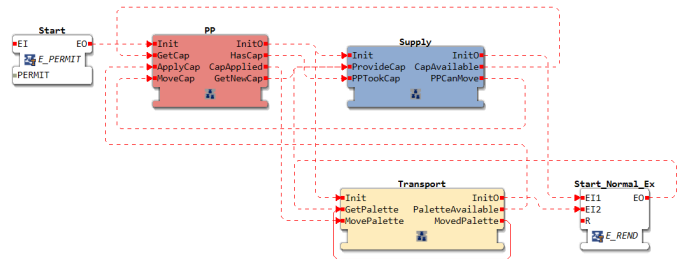 Start
EI EO
E_PERMIT
PERMIT
PP
Init InitO
GetCap HasCap
ApplyCap CapApplied
MoveCap GetNewCap
Supply
Init InitO
ProvideCap CapAvailable
PPTookCap PPCanMove
Transport
Init InitO
GetPalette PaletteAvailable
MovePalette MovedPalette
Start_Normal_Ex
EI1 EO
EI2
R
E_REND